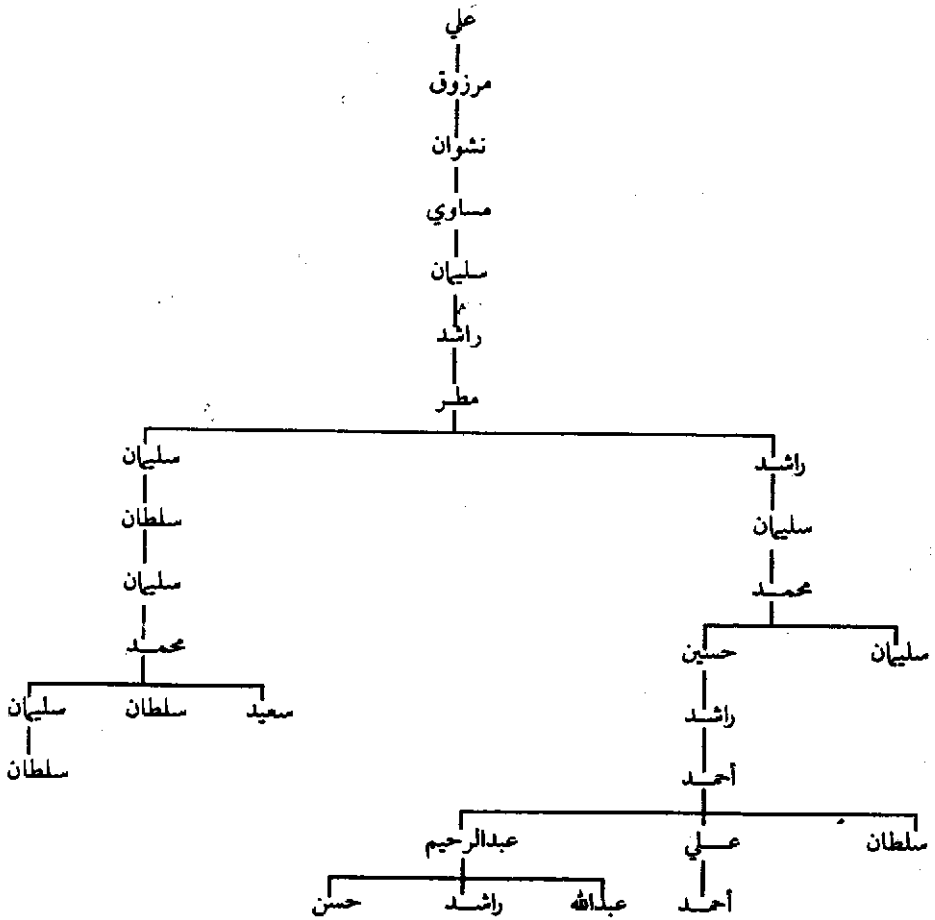 علي
مرزوق
نشوان
مساوي
سليمان
راشد
مطر
راشد سليمان
سليمان سلطان
محمد سليمان
سليمان حسين محمد
راشد سعيد سلطان سليمان
أحمد سلطان
سلطان علي عبدالرحيم
أحمد عبدالله راشد حسن